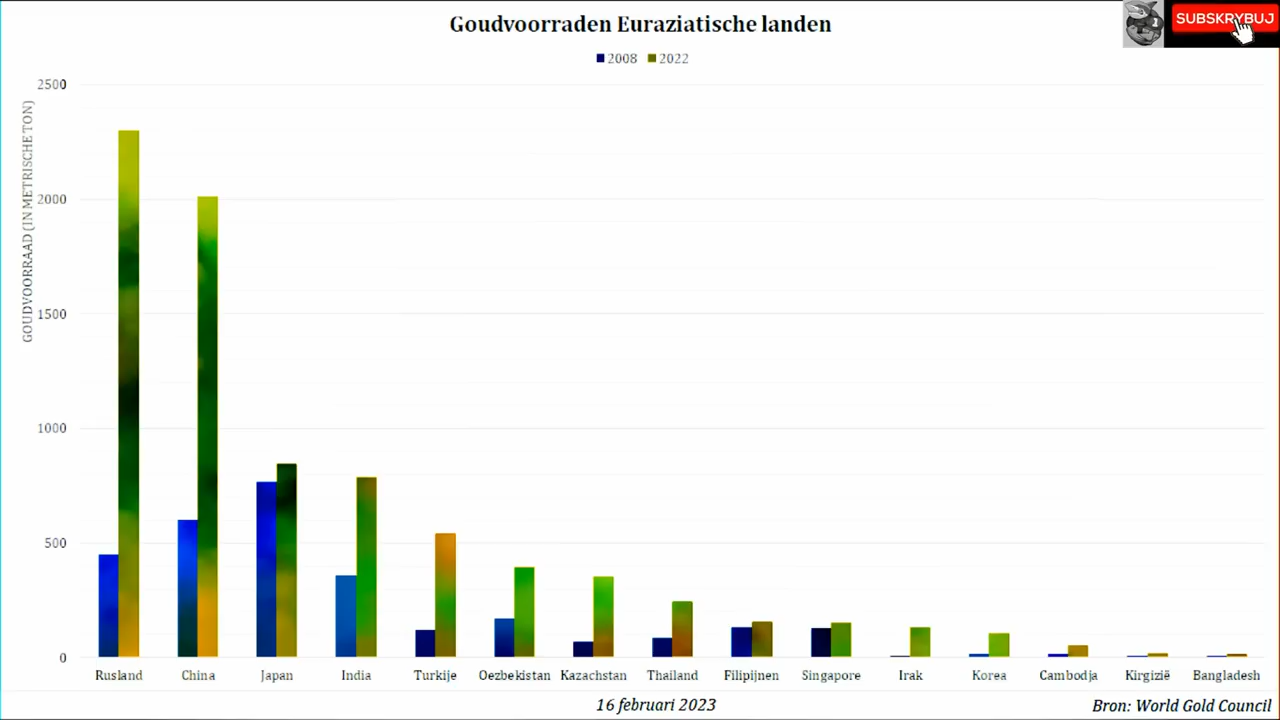 Goudvoorraden Euraziatische landen
SUBSKRYBUJ
2008 2022
GOUDVOORRAAD (IN METRISCHE TON)
2500
2000
1500
1000
500
0
Rusland China Japan India Turkije Oezbekistan Kazachstan Thailand Filipijnen Singapore Irak Korea Cambodja Kirgizië Bangladesh
16 februari 2023
Bron: World Gold Council